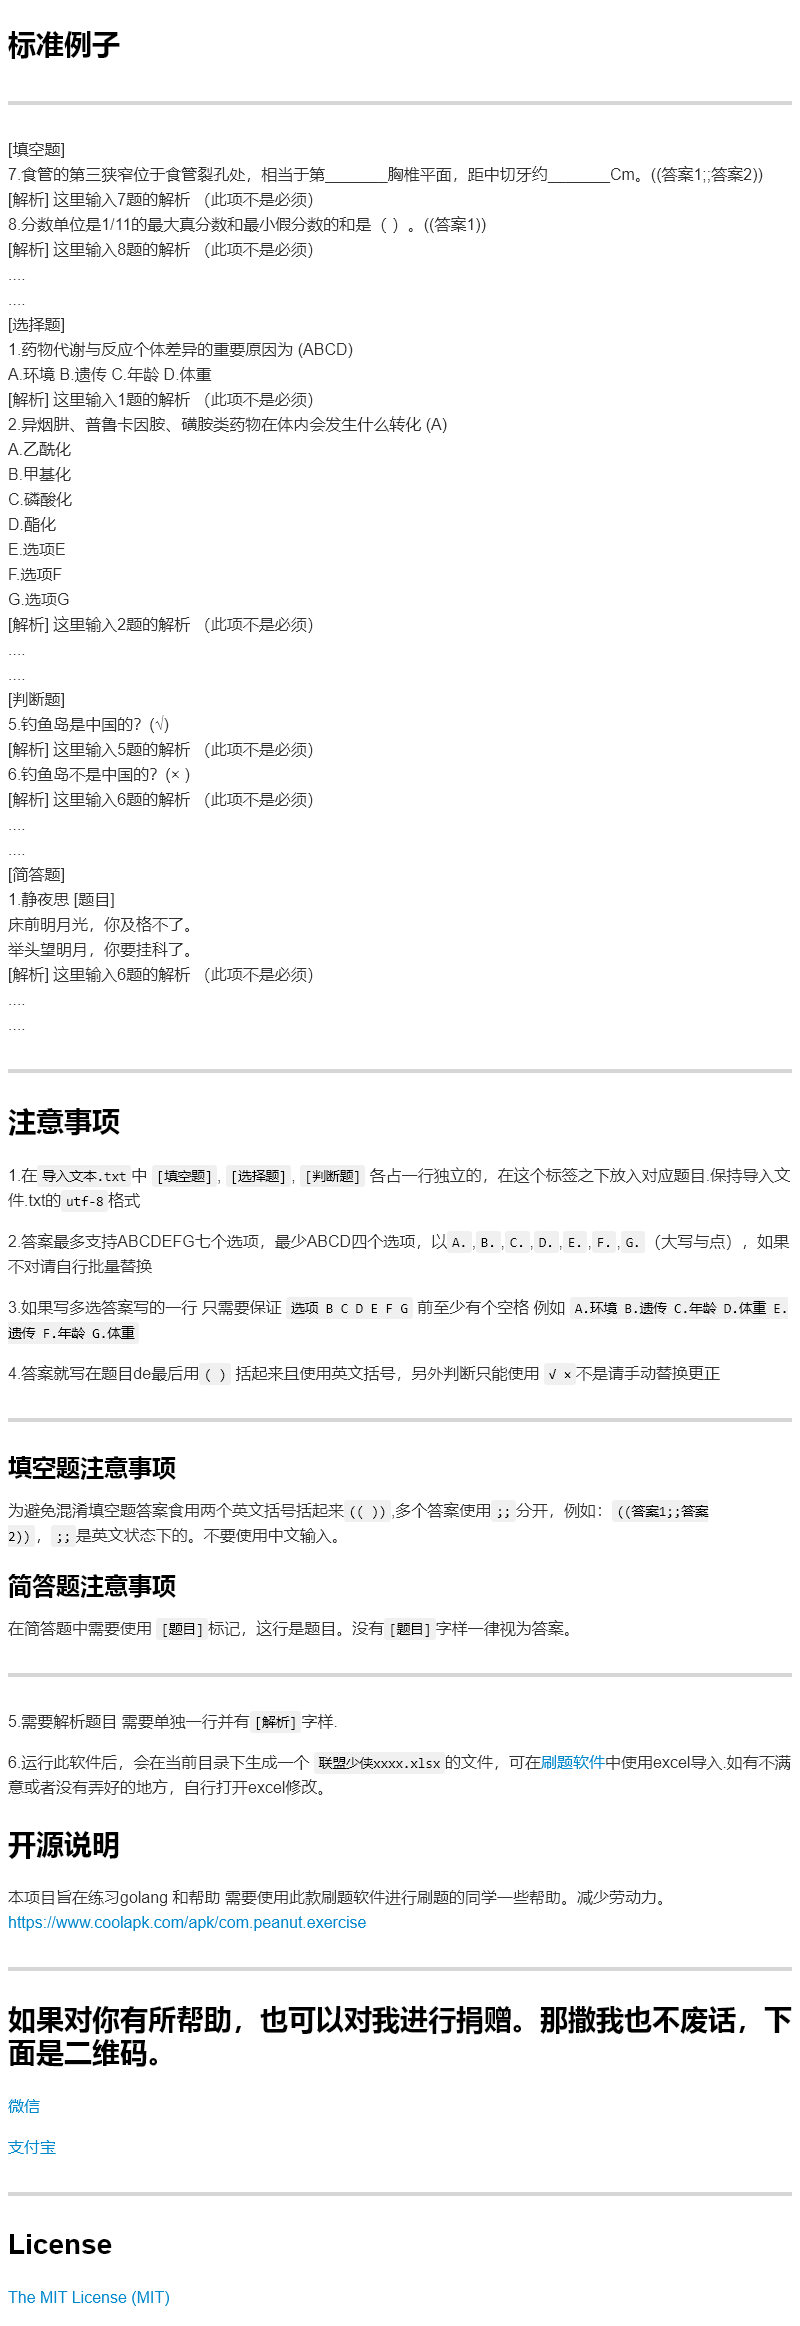 标准例子
[填空题]
7.食管的第三狭窄位于食管裂孔处，相当于第_______胸椎平面，距中切牙约_______Cm。((答案1;;答案2))
[解析] 这里输入7题的解析 （此项不是必须）
8.分数单位是1/11的最大真分数和最小假分数的和是（ ）。((答案1))
[解析] 这里输入8题的解析 （此项不是必须）
....
....
[选择题]
1.药物代谢与反应个体差异的重要原因为 (ABCD)
A.环境 B.遗传 C.年龄 D.体重
[解析] 这里输入1题的解析 （此项不是必须）
2.异烟肼、普鲁卡因胺、磺胺类药物在体内会发生什么转化 (A)
A.乙酰化
B.甲基化
C.磷酸化
D.酯化
E.选项E
F.选项F
G.选项G
[解析] 这里输入2题的解析 （此项不是必须）
....
....
[判断题]
5.钓鱼岛是中国的？(√)
[解析] 这里输入5题的解析 （此项不是必须）
6.钓鱼岛不是中国的？(× )
[解析] 这里输入6题的解析 （此项不是必须）
....
....
[简答题]
1.静夜思 [题目]
床前明月光，你及格不了。
举头望明月，你要挂科了。
[解析] 这里输入6题的解析 （此项不是必须）
....
....
注意事项
1.在 导入文本.txt 中 [填空题] , [选择题] , [判断题] 各占一行独立的，在这个标签之下放入对应题目.保持导入文
件.txt的 utf-8 格式
2.答案最多支持ABCDEFG七个选项，最少ABCD四个选项，以 A. , B. , C. , D. , E. , F. , G. （大写与点），如果
不对请自行批量替换
3.如果写多选答案写的一行 只需要保证 选项 B C D E F G 前至少有个空格 例如 A.环境 B.遗传 C.年龄 D.体重 E.
遗传 F.年龄 G.体重
4.答案就写在题目de最后用 ( ) 括起来且使用英文括号，另外判断只能使用 √ × 不是请手动替换更正
填空题注意事项
为避免混淆填空题答案食用两个英文括号括起来 (( )) ,多个答案使用 ;; 分开，例如： ((答案1;;答案
2)) ， ;; 是英文状态下的。不要使用中文输入。
简答题注意事项
在简答题中需要使用 [题目] 标记，这行是题目。没有 [题目] 字样一律视为答案。
5.需要解析题目 需要单独一行并有 [解析] 字样.
6.运行此软件后，会在当前目录下生成一个 联盟少侠xxxx.xlsx 的文件，可在刷题软件中使用excel导入.如有不满
意或者没有弄好的地方，自行打开excel修改。
开源说明
本项目旨在练习golang 和帮助 需要使用此款刷题软件进行刷题的同学一些帮助。减少劳动力。
https://www.coolapk.com/apk/com.peanut.exercise
如果对你有所帮助，也可以对我进行捐赠。那撒我也不废话，下
面是二维码。
微信
支付宝
License
The MIT License (MIT)